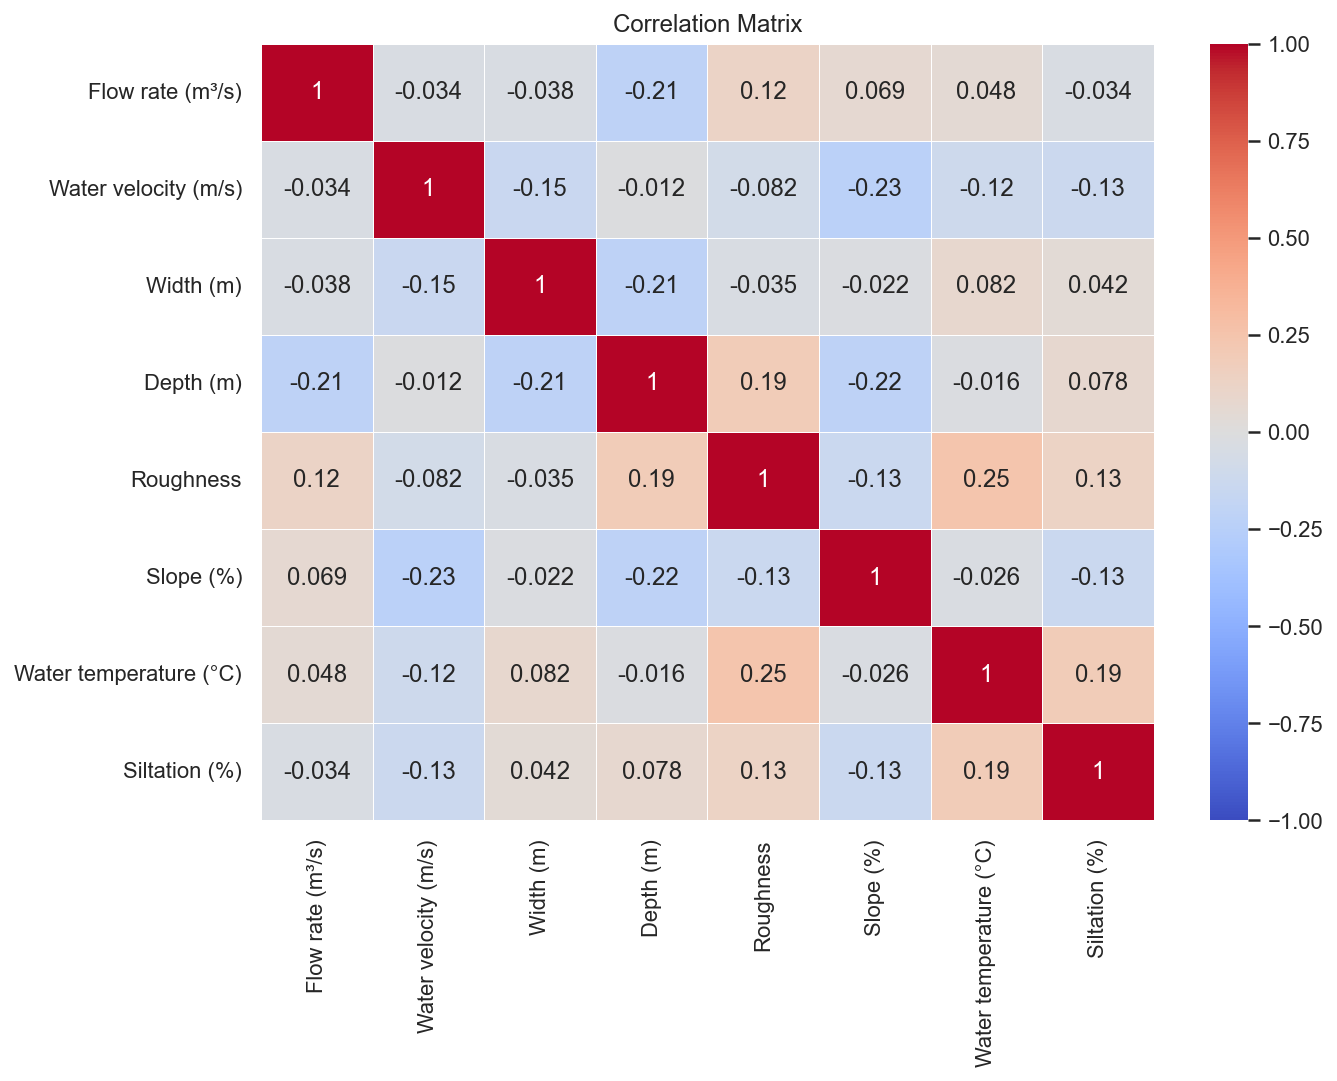 Correlation Matrix
Flow rate (m³/s) 1 -0.034 -0.038 -0.21 0.12 0.069 0.048 -0.034
Water velocity (m/s) -0.034 1 -0.15 -0.012 -0.082 -0.23 -0.12 -0.13
Width (m) -0.038 -0.15 1 -0.21 -0.035 -0.022 0.082 0.042
Depth (m) -0.21 -0.012 -0.21 1 0.19 -0.22 -0.016 0.078
Roughness 0.12 -0.082 -0.035 0.19 1 -0.13 0.25 0.13
Slope (%) 0.069 -0.23 -0.022 -0.22 -0.13 1 -0.026 -0.13
Water temperature (°C) 0.048 -0.12 0.082 -0.016 0.25 -0.026 1 0.19
Siltation (%) -0.034 -0.13 0.042 0.078 0.13 -0.13 0.19 1
Flow rate (m³/s)
Water velocity (m/s)
Width (m)
Depth (m)
Roughness
Slope (%)
Water temperature (°C)
Siltation (%)
1.00
0.75
0.50
0.25
0.00
−0.25
−0.50
−0.75
−1.00